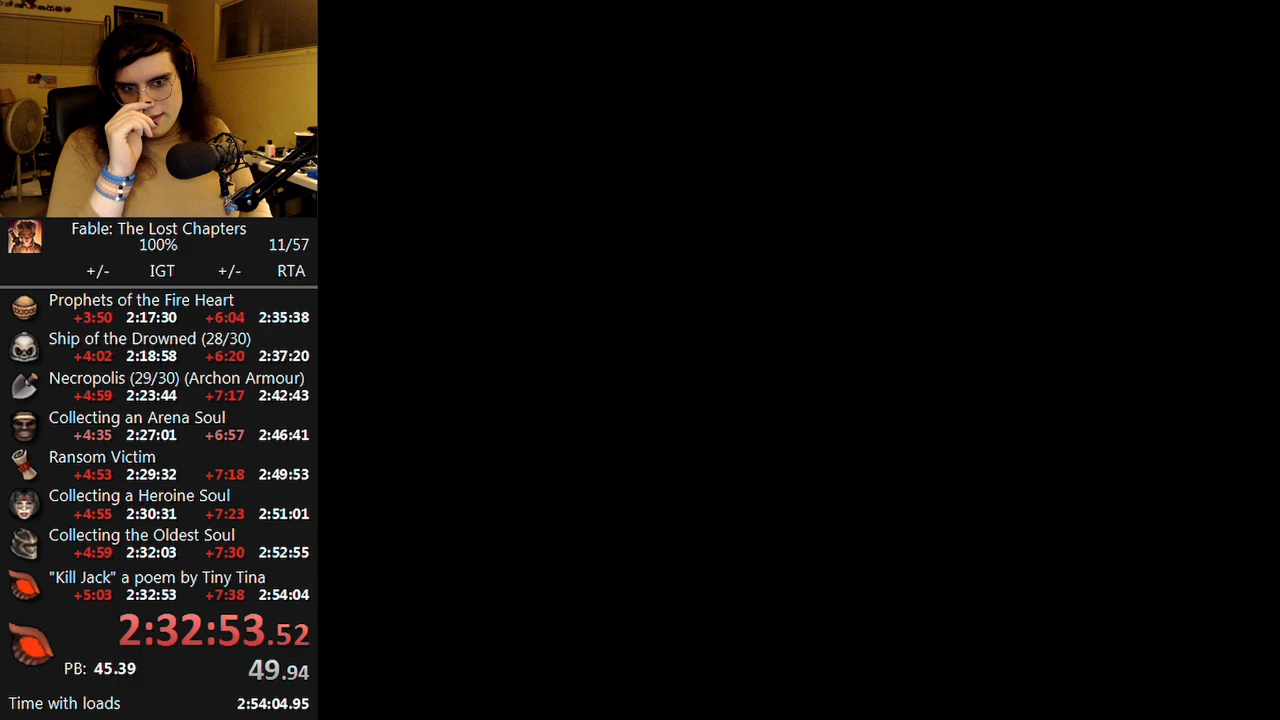 Fable: The Lost Chapters
100% 11/57
+/- IGT +/- RTA
Prophets of the Fire Heart
+3:50 2:17:30 +6:04 2:35:38
Ship of the Drowned (28/30)
+4:02 2:18:58 +6:20 2:37:20
Necropolis (29/30) (Archon Armour)
+4:59 2:23:44 +7:17 2:42:43
Collecting an Arena Soul
+4:35 2:27:01 +6:57 2:46:41
Ransom Victim
+4:53 2:29:32 +7:18 2:49:53
Collecting a Heroine Soul
+4:55 2:30:31 +7:23 2:51:01
Collecting the Oldest Soul
+4:59 2:32:03 +7:30 2:52:55
"Kill Jack" a poem by Tiny Tina
+5:03 2:32:53 +7:38 2:54:04
2:32:53.52
PB: 45.39 49.94
Time with loads 2:54:04.95